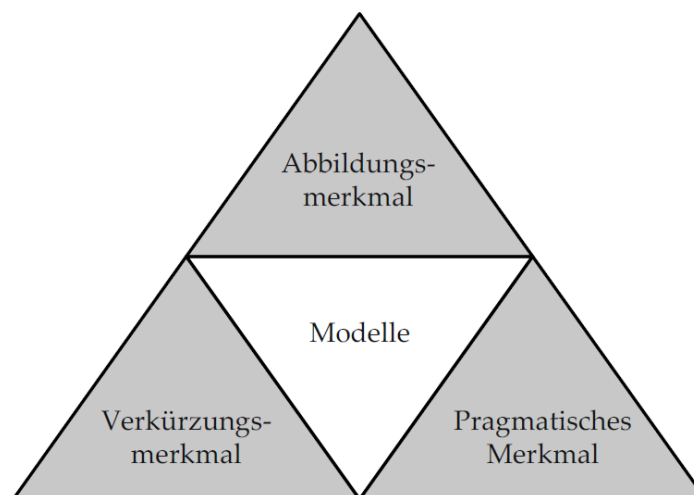 Abbildungs-
merkmal
Modelle
Verkürzungs-
merkmal
Pragmatisches
Merkmal